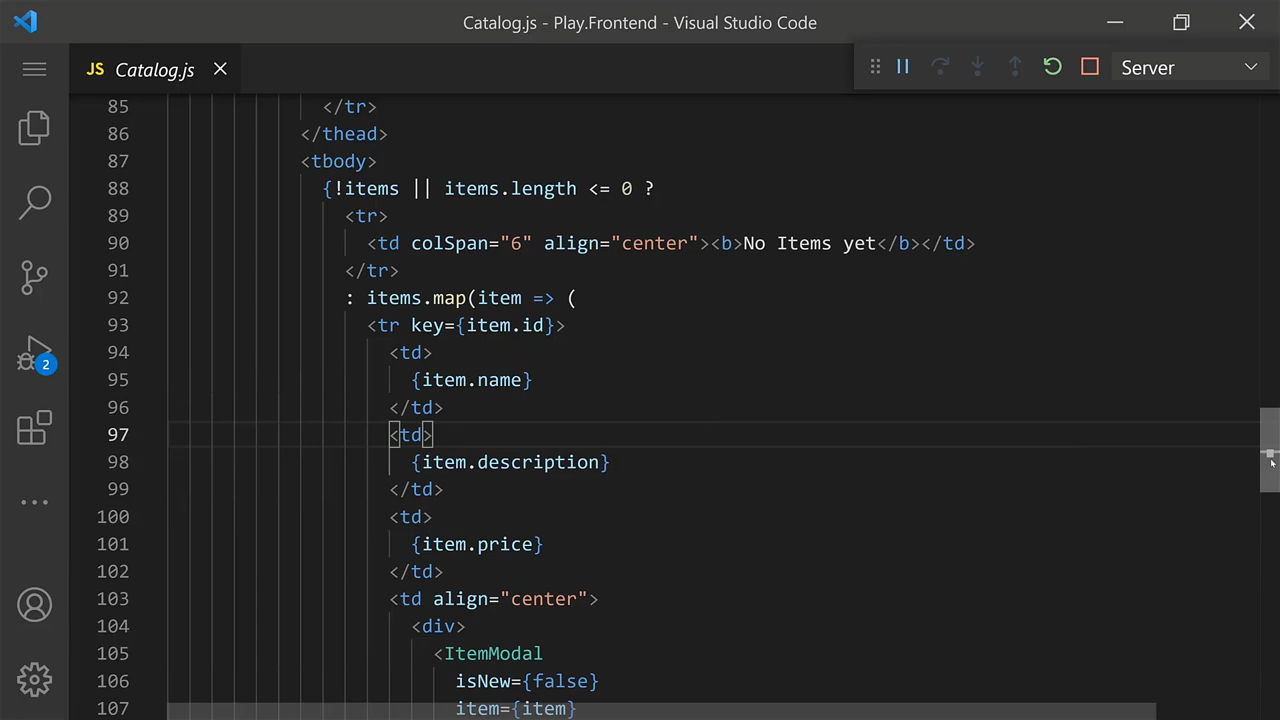 Catalog.js - Play.Frontend - Visual Studio Code
JS Catalog.js
Server
85 </tr>
86 </thead>
87 <tbody>
88 {!items || items.length <= 0 ?
89 <tr>
90 <td colSpan="6" align="center"><b>No Items yet</b></td>
91 </tr>
92 : items.map(item => (
93 <tr key={item.id}>
94 <td>
95 {item.name}
96 </td>
97 <td>
98 {item.description}
99 </td>
100 <td>
101 {item.price}
102 </td>
103 <td align="center">
104 <div>
105 <ItemModal
106 isNew={false}
107 item={item}
2